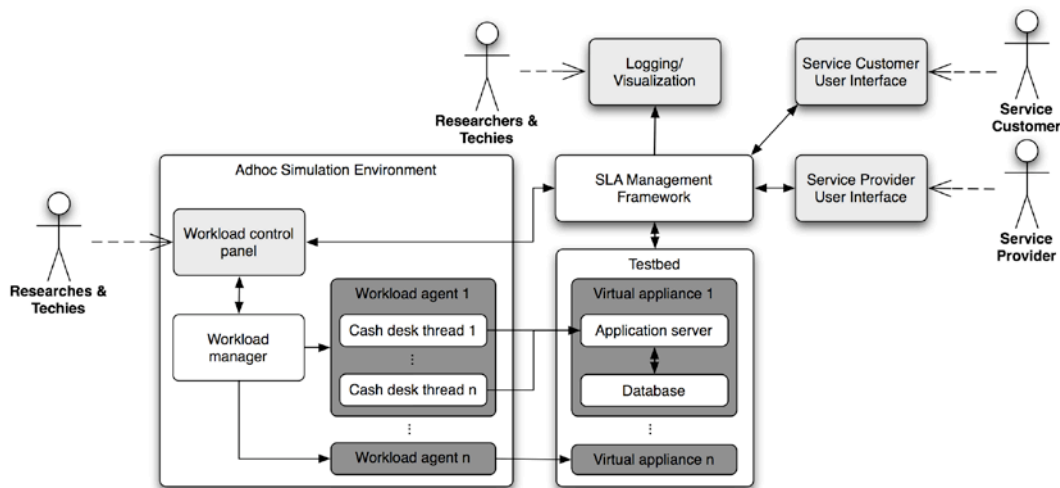 Logging/
Visualization
Service Customer
User Interface
Researchers &
Techies
Service
Customer
Adhoc Simulation Environment
SLA Management
Framework
Service Provider
User Interface
Workload control
panel
Researches &
Techies
Service
Provider
Testbed
Workload agent 1
Virtual appliance 1
Cash desk thread 1
Application server
Workload
manager
⋮
Cash desk thread n
Database
⋮
⋮
Workload agent n
Virtual appliance n